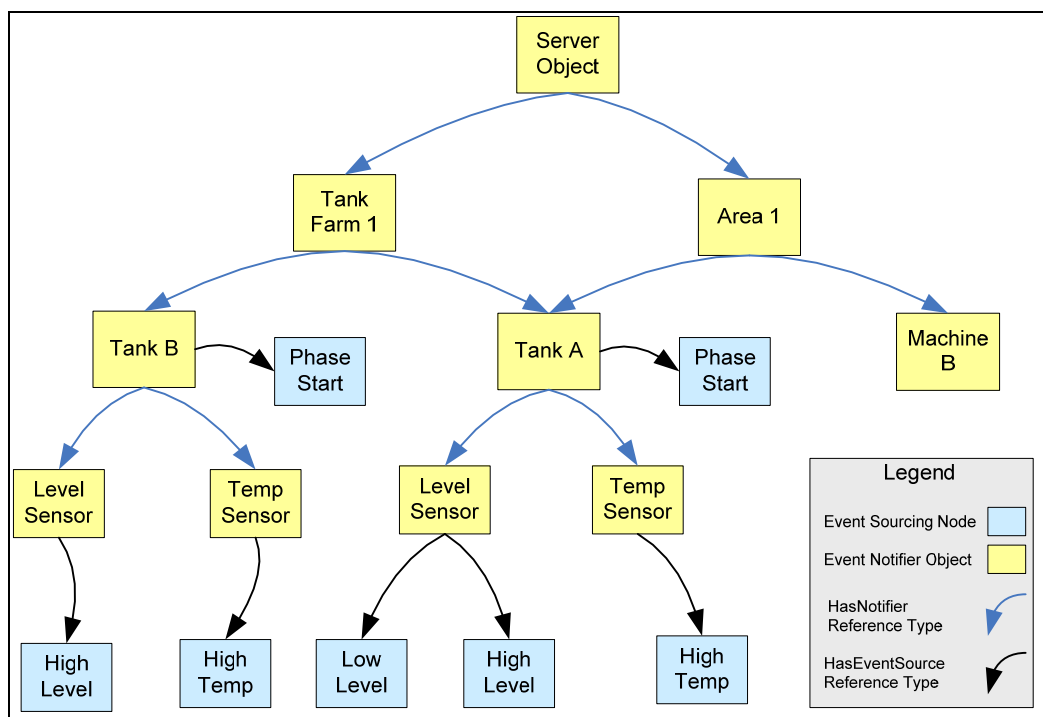 Server
Object
Tank
Farm 1
Area 1
Tank B
Phase
Start
Tank A
Phase
Start
Machine
B
Level
Sensor
Temp
Sensor
Level
Sensor
Temp
Sensor
High
Level
High
Temp
Low
Level
High
Level
High
Temp
Legend
Event Sourcing Node
Event Notifier Object
HasNotifier
Reference Type
HasEventSource
Reference Type